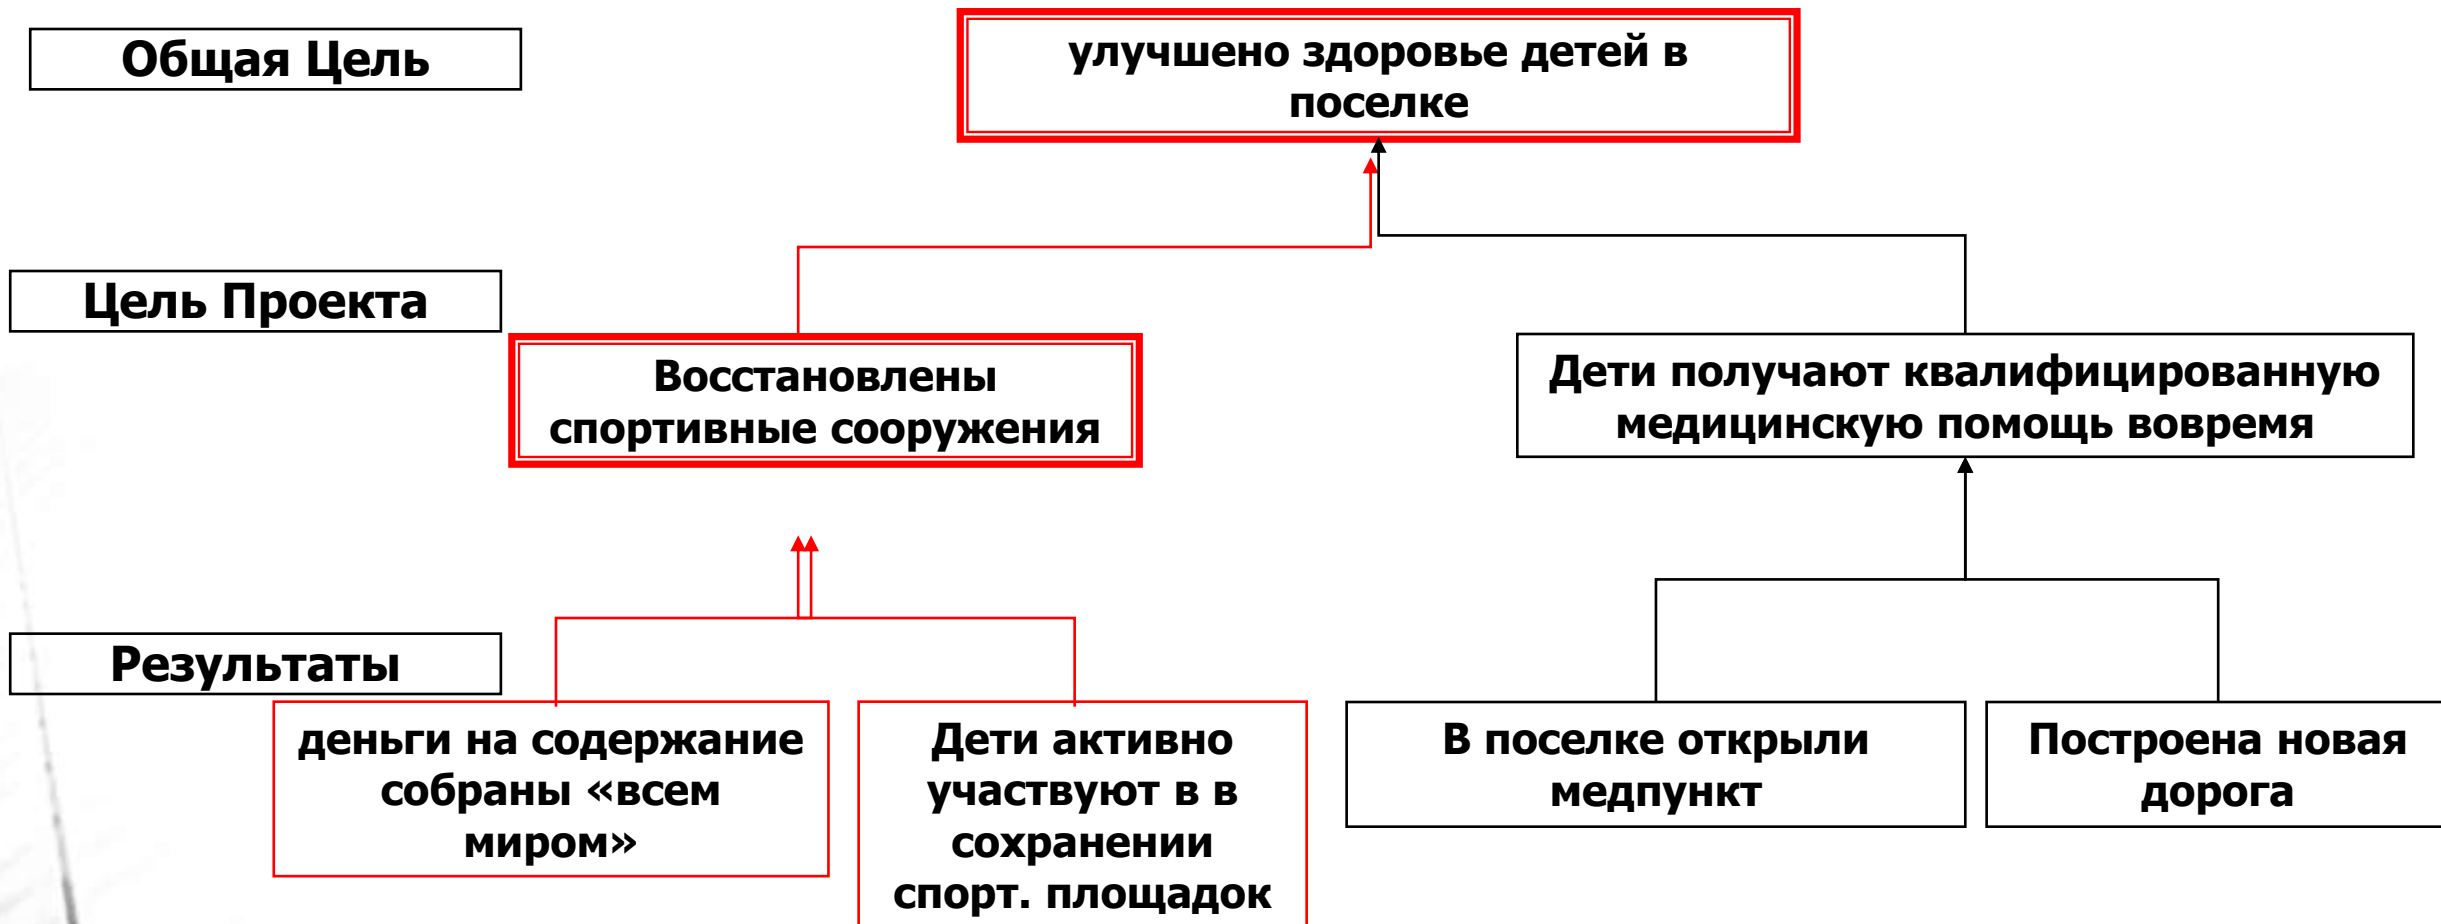 Общая Цель
улучшено здоровье детей в
поселке
Цель Проекта
Восстановлены
спортивные сооружения
Дети получают квалифицированную
медицинскую помощь вовремя
Результаты
деньги на содержание
собраны «всем
миром»
Дети активно
участвуют в в
сохранении
спорт. площадок
В поселке открыли
медпункт
Построена новая
дорога